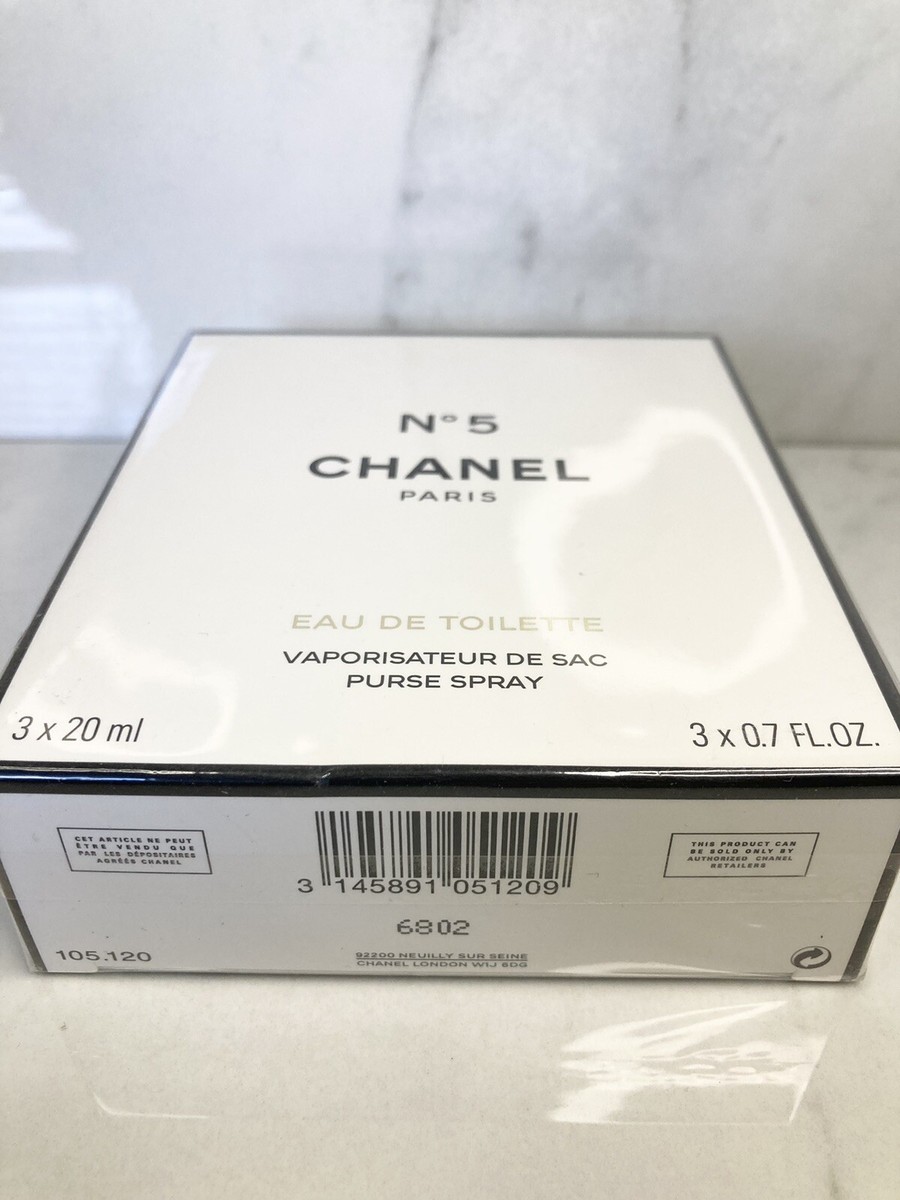 N° 5
CHANEL
PARIS
EAU DE TOILETTE
VAPORISATEUR DE SAC
PURSE SPRAY
3 x 20 ml
3 x 0.7 FL.OZ.
CET ARTICLE NE PEUT
ÊTRE VENDU QUE
PAR LES DÉPOSITAIRES
AGRÉÉS CHANEL
3 145891 051209
THIS PRODUCT CAN
BE SOLD ONLY BY
AUTHORIZED CHANEL
RETAILERS
6802
105.120
92200 NEUILLY SUR SEINE
CHANEL LONDON W1J 6DG